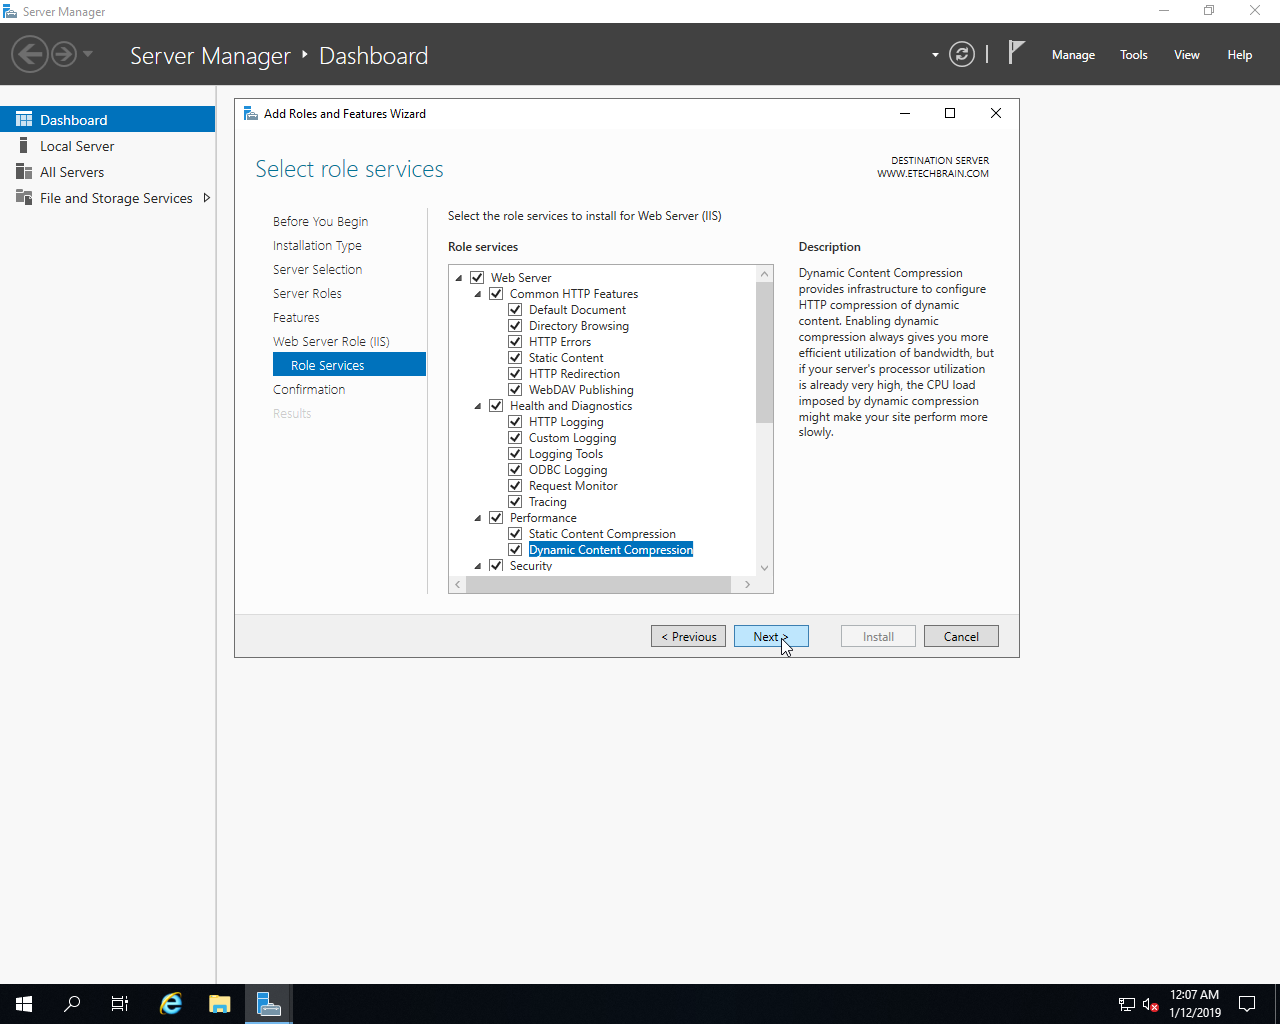 Server Manager
Server Manager
Dashboard
Manage
Tools
View
Help
Dashboard
Local Server
All Servers
File and Storage Services
Add Roles and Features Wizard
Select role services
DESTINATION SERVER
WWW.ETECHBRAIN.COM
Before You Begin
Installation Type
Server Selection
Server Roles
Features
Web Server Role (IIS)
Role Services
Confirmation
Results
Select the role services to install for Web Server (IIS)
Role services
Web Server
Common HTTP Features
Default Document
Directory Browsing
HTTP Errors
Static Content
HTTP Redirection
WebDAV Publishing
Health and Diagnostics
HTTP Logging
Custom Logging
Logging Tools
ODBC Logging
Request Monitor
Tracing
Performance
Static Content Compression
Dynamic Content Compression
Security
Description
Dynamic Content Compression
provides infrastructure to configure
HTTP compression of dynamic
content. Enabling dynamic
compression always gives you more
efficient utilization of bandwidth, but
if your server's processor utilization
is already very high, the CPU load
imposed by dynamic compression
might make your site perform more
slowly.
< Previous
Next >
Install
Cancel
12:07 AM
1/12/2019